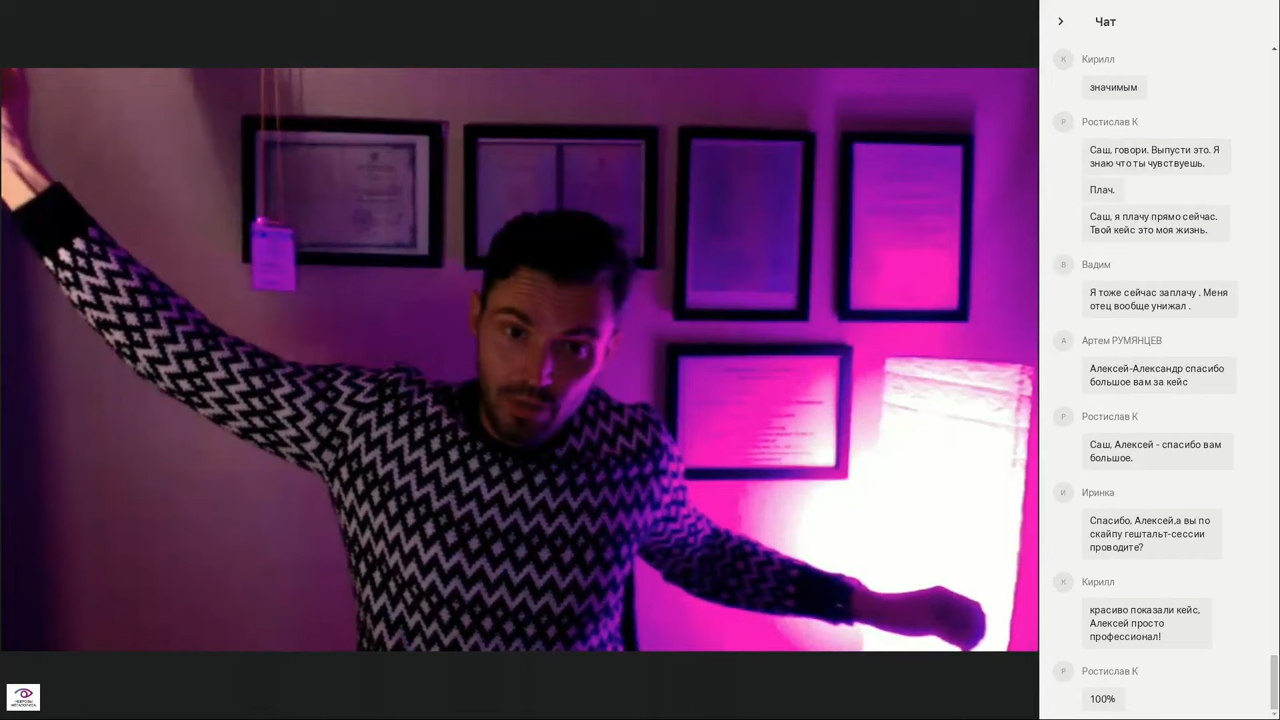 Чат
К
Кирилл
значимым
Р
Ростислав К
Саш, говори. Выпусти это. Я
знаю что ты чувствуешь.
Плач.
Саш, я плачу прямо сейчас.
Твой кейс это моя жизнь.
В
Вадим
Я тоже сейчас заплачу . Меня
отец вообще унижал .
А
Артем РУМЯНЦЕВ
Алексей-Александр спасибо
большое вам за кейс
Р
Ростислав К
Саш, Алексей - спасибо вам
большое.
И
Иринка
Спасибо, Алексей,а вы по
скайпу гештальт-сессии
проводите?
К
Кирилл
красиво показали кейс,
Алексей просто
профессионал!
Р
Ростислав К
100%